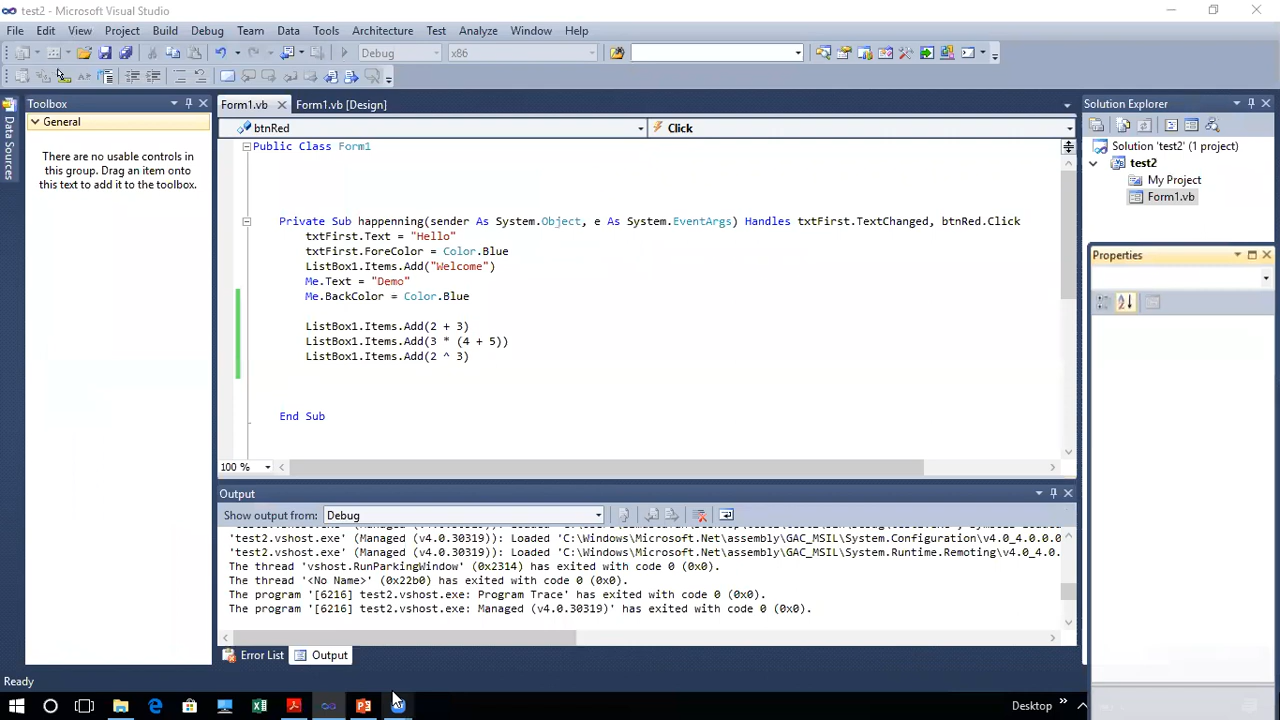 test2 - Microsoft Visual Studio
File Edit View Project Build Debug Team Data Tools Architecture Test Analyze Window Help
Debug x86
Toolbox
General
There are no usable controls in
this group. Drag an item onto
this text to add it to the toolbox.
Data Sources
Form1.vb Form1.vb [Design]
btnRed Click
Public Class Form1
Private Sub happenning(sender As System.Object, e As System.EventArgs) Handles txtFirst.TextChanged, btnRed.Click
txtFirst.Text = "Hello"
txtFirst.ForeColor = Color.Blue
ListBox1.Items.Add("Welcome")
Me.Text = "Demo"
Me.BackColor = Color.Blue
ListBox1.Items.Add(2 + 3)
ListBox1.Items.Add(3 * (4 + 5))
ListBox1.Items.Add(2 ^ 3)
End Sub
100 %
Output
Show output from: Debug
'test2.vshost.exe' (Managed (v4.0.30319)): Loaded 'C:\Windows\Microsoft.Net\assembly\GAC_MSIL\System.Configuration\v4.0_4.0.0.0
'test2.vshost.exe' (Managed (v4.0.30319)): Loaded 'C:\Windows\Microsoft.Net\assembly\GAC_MSIL\System.Runtime.Remoting\v4.0_4.0.
The thread 'vshost.RunParkingWindow' (0x2314) has exited with code 0 (0x0).
The thread '<No Name>' (0x22b0) has exited with code 0 (0x0).
The program '[6216] test2.vshost.exe: Program Trace' has exited with code 0 (0x0).
The program '[6216] test2.vshost.exe: Managed (v4.0.30319)' has exited with code 0 (0x0).
Error List Output
Solution Explorer
Solution 'test2' (1 project)
test2
My Project
Form1.vb
Properties
Ready
Desktop